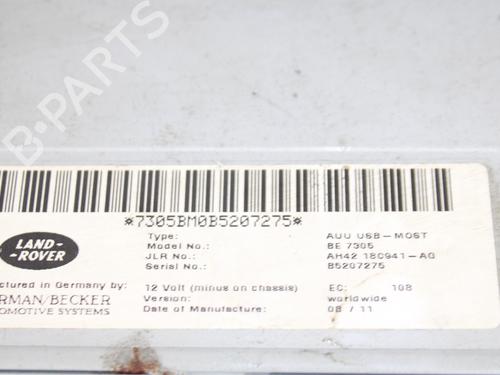 B-PARTS
*7305BM0B5207275*
LAND-
ROVER
Type: AUU USB-MOST
Model No.: BE 7305
JLR No.: AH42 18C941-AG
Serial No.: B5207275
factured in Germany by: 12 Volt (minus on chassis) EC: 108
RMAN/BECKER Version: worldwide
OMOTIVE SYSTEMS Date of Manufacture: 08 / 11